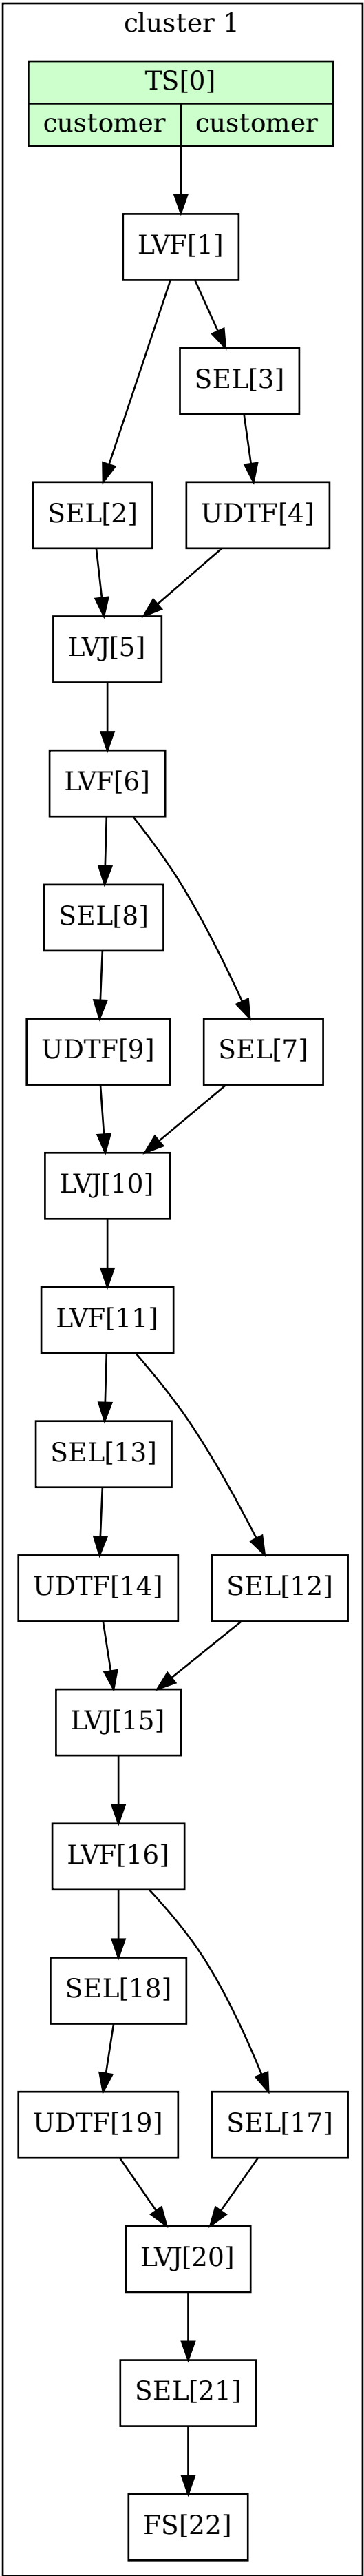 cluster 1
TS[0]
customer customer
LVF[1]
SEL[3]
SEL[2] UDTF[4]
LVJ[5]
LVF[6]
SEL[8]
UDTF[9] SEL[7]
LVJ[10]
LVF[11]
SEL[13]
UDTF[14] SEL[12]
LVJ[15]
LVF[16]
SEL[18]
UDTF[19] SEL[17]
LVJ[20]
SEL[21]
FS[22]